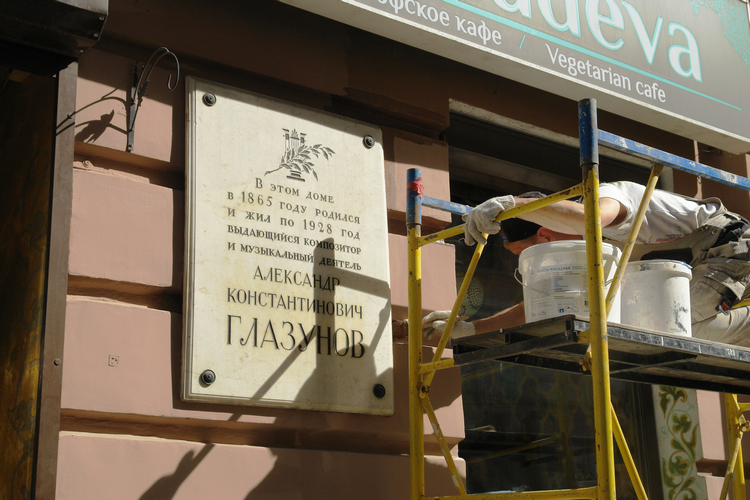 adeva
фское кафе / Vegetarian cafe
В этом доме
в 1865 году родился
и жил по 1928 год
выдающийся композитор
и музыкальный деятель
АЛЕКСАНДР
КОНСТАНТИНОВИЧ
ГЛАЗУНОВ